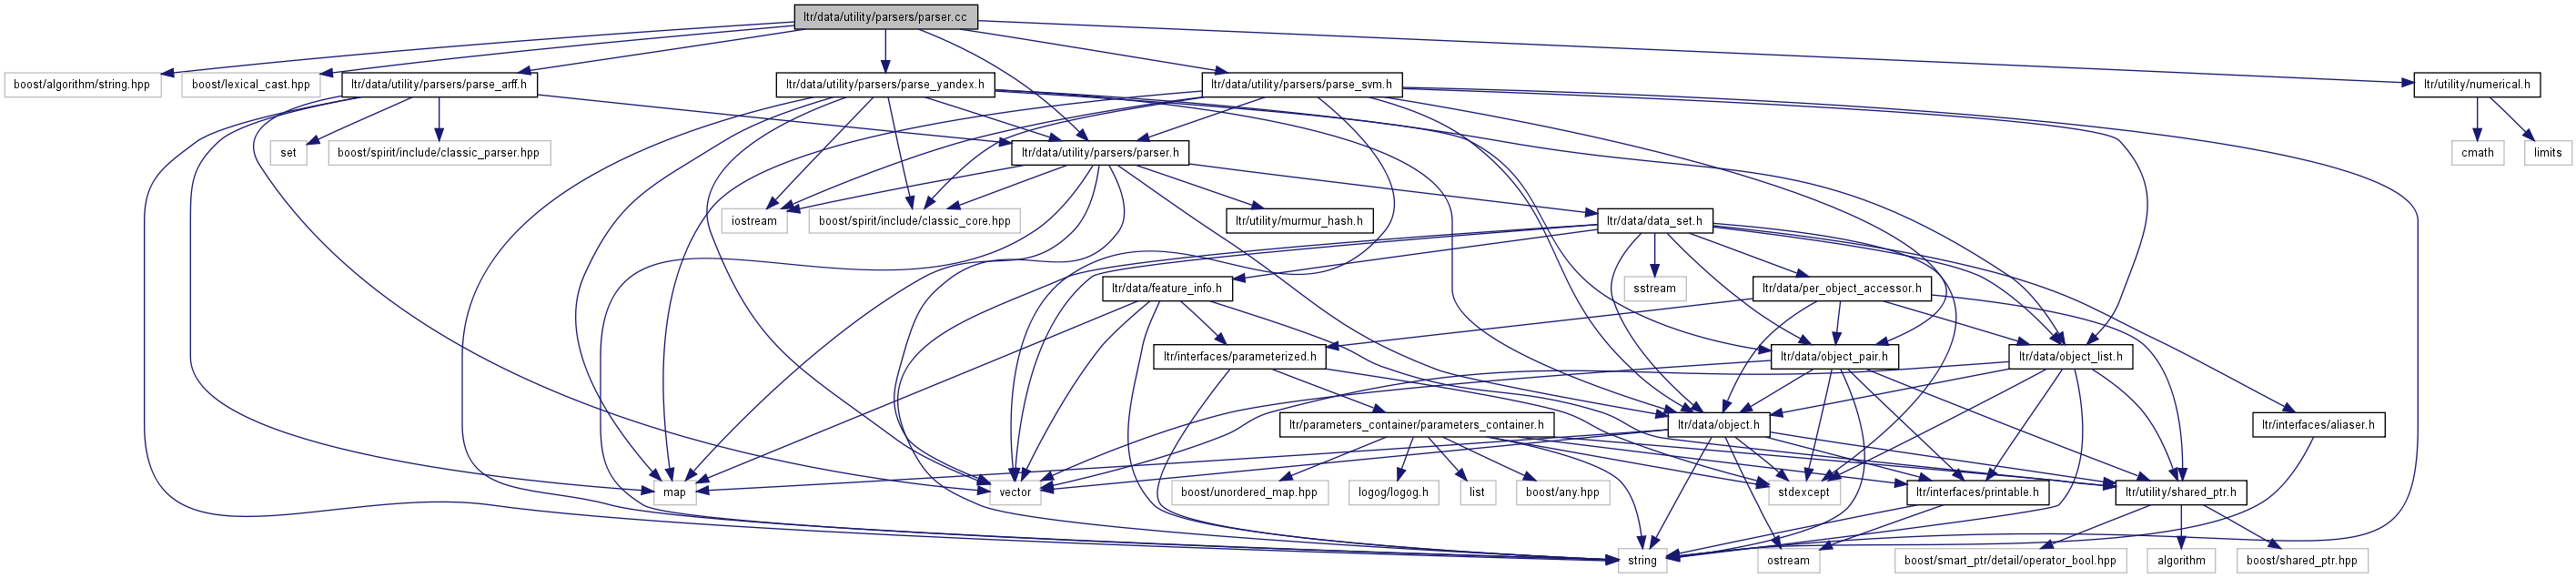 ltr/data/utility/parsers/parser.cc
boost/algorithm/string.hpp
boost/lexical_cast.hpp
ltr/data/utility/parsers/parse_arff.h
ltr/data/utility/parsers/parse_yandex.h
ltr/data/utility/parsers/parse_svm.h
ltr/utility/numerical.h
set
boost/spirit/include/classic_parser.hpp
ltr/data/utility/parsers/parser.h
cmath
limits
iostream
boost/spirit/include/classic_core.hpp
ltr/utility/murmur_hash.h
ltr/data/data_set.h
ltr/data/feature_info.h
sstream
ltr/data/per_object_accessor.h
ltr/interfaces/parameterized.h
ltr/data/object_pair.h
ltr/data/object_list.h
ltr/parameters_container/parameters_container.h
ltr/data/object.h
ltr/interfaces/aliaser.h
map
vector
boost/unordered_map.hpp
logog/logog.h
list
boost/any.hpp
stdexcept
ltr/interfaces/printable.h
ltr/utility/shared_ptr.h
string
ostream
boost/smart_ptr/detail/operator_bool.hpp
algorithm
boost/shared_ptr.hpp